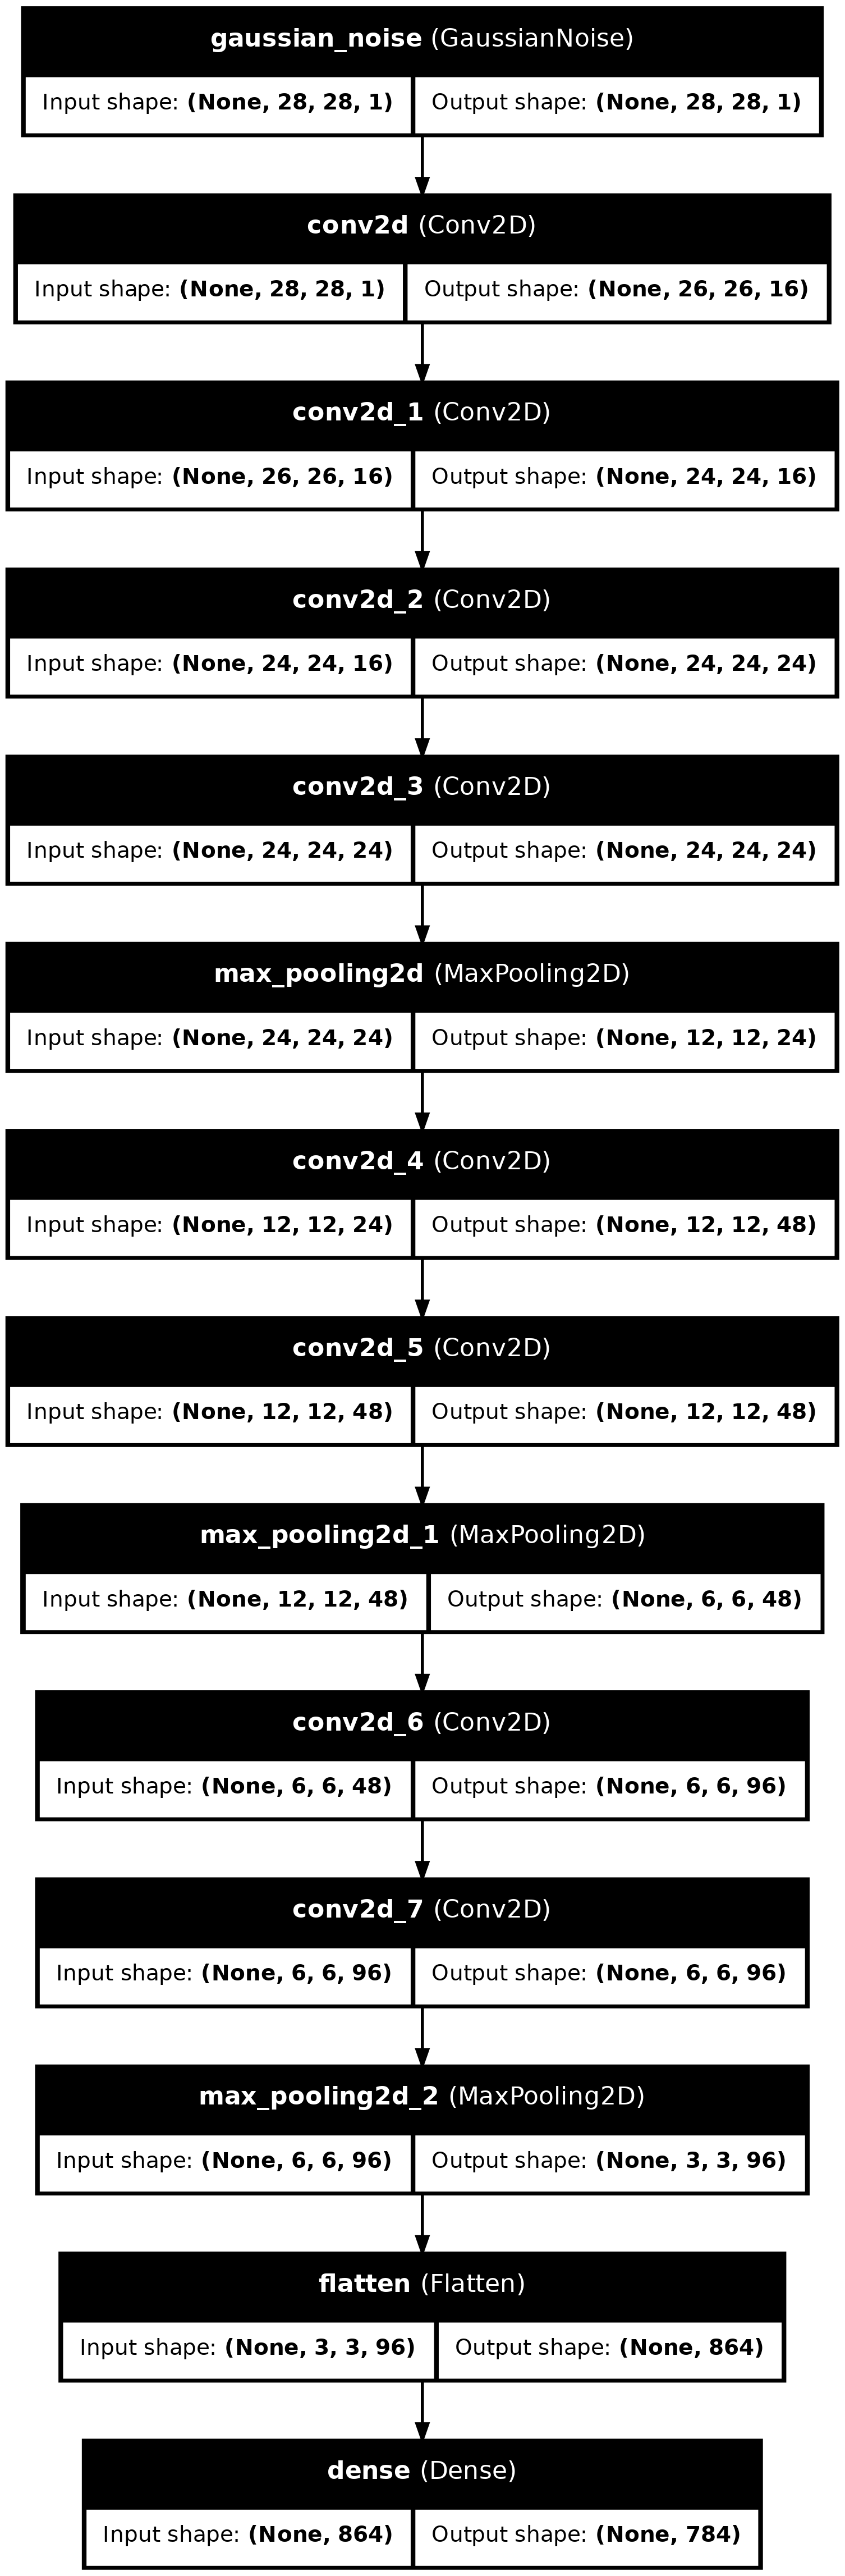 gaussian_noise (GaussianNoise)
Input shape: (None, 28, 28, 1) Output shape: (None, 28, 28, 1)
conv2d (Conv2D)
Input shape: (None, 28, 28, 1) Output shape: (None, 26, 26, 16)
conv2d_1 (Conv2D)
Input shape: (None, 26, 26, 16) Output shape: (None, 24, 24, 16)
conv2d_2 (Conv2D)
Input shape: (None, 24, 24, 16) Output shape: (None, 24, 24, 24)
conv2d_3 (Conv2D)
Input shape: (None, 24, 24, 24) Output shape: (None, 24, 24, 24)
max_pooling2d (MaxPooling2D)
Input shape: (None, 24, 24, 24) Output shape: (None, 12, 12, 24)
conv2d_4 (Conv2D)
Input shape: (None, 12, 12, 24) Output shape: (None, 12, 12, 48)
conv2d_5 (Conv2D)
Input shape: (None, 12, 12, 48) Output shape: (None, 12, 12, 48)
max_pooling2d_1 (MaxPooling2D)
Input shape: (None, 12, 12, 48) Output shape: (None, 6, 6, 48)
conv2d_6 (Conv2D)
Input shape: (None, 6, 6, 48) Output shape: (None, 6, 6, 96)
conv2d_7 (Conv2D)
Input shape: (None, 6, 6, 96) Output shape: (None, 6, 6, 96)
max_pooling2d_2 (MaxPooling2D)
Input shape: (None, 6, 6, 96) Output shape: (None, 3, 3, 96)
flatten (Flatten)
Input shape: (None, 3, 3, 96) Output shape: (None, 864)
dense (Dense)
Input shape: (None, 864) Output shape: (None, 784)